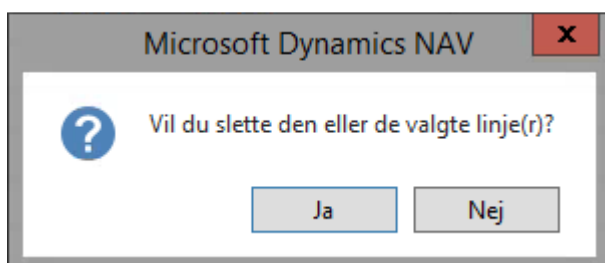 Microsoft Dynamics NAV
x
Vil du slette den eller de valgte linje(r)?
Ja
Nej